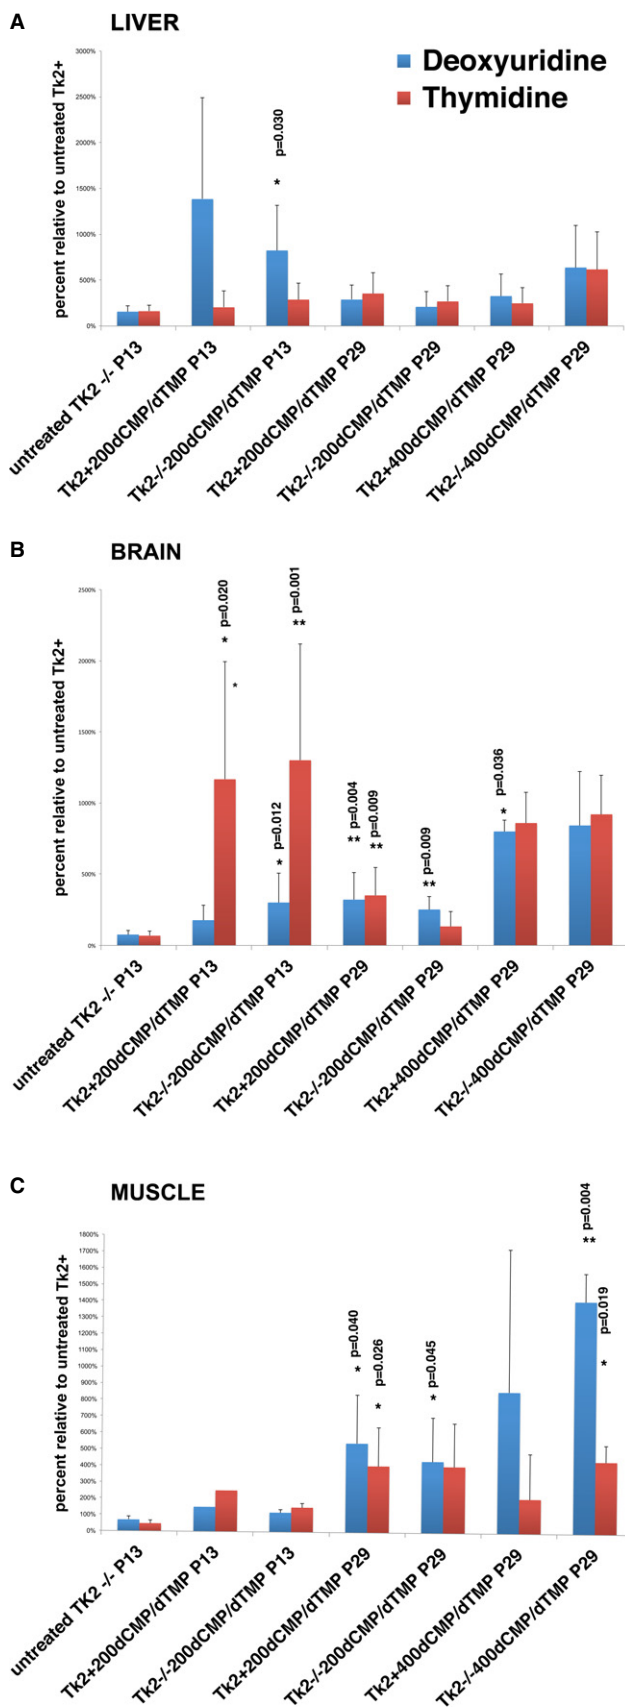 A
LIVER
3000%
2500%
2000%
1500%
1000%
500%
0%
percent relative to untreated Tk2+
Deoxyuridine
Thymidine
* p=0.030
untreated TK2 -/- P13
Tk2+200dCMP/dTMP P13
Tk2-/-200dCMP/dTMP P13
Tk2+200dCMP/dTMP P29
Tk2-/-200dCMP/dTMP P29
Tk2+400dCMP/dTMP P29
Tk2-/-400dCMP/dTMP P29
B
BRAIN
2500%
2000%
1500%
1000%
500%
0%
percent relative to untreated Tk2+
* p=0.020
*
* p=0.012
** p=0.001
** p=0.004
** p=0.009
** p=0.009
* p=0.036
untreated TK2 -/- P13
Tk2+200dCMP/dTMP P13
Tk2-/-200dCMP/dTMP P13
Tk2+200dCMP/dTMP P29
Tk2-/-200dCMP/dTMP P29
Tk2+400dCMP/dTMP P29
Tk2-/-400dCMP/dTMP P29
C
MUSCLE
1800%
1700%
1600%
1500%
1400%
1300%
1200%
1100%
1000%
900%
800%
700%
600%
500%
400%
300%
200%
100%
0%
percent relative to untreated Tk2+
* p=0.040
* p=0.026
* p=0.045
** p=0.004
* p=0.019
untreated TK2 -/- P13
Tk2+200dCMP/dTMP P13
Tk2-/-200dCMP/dTMP P13
Tk2+200dCMP/dTMP P29
Tk2-/-200dCMP/dTMP P29
Tk2+400dCMP/dTMP P29
Tk2-/-400dCMP/dTMP P29